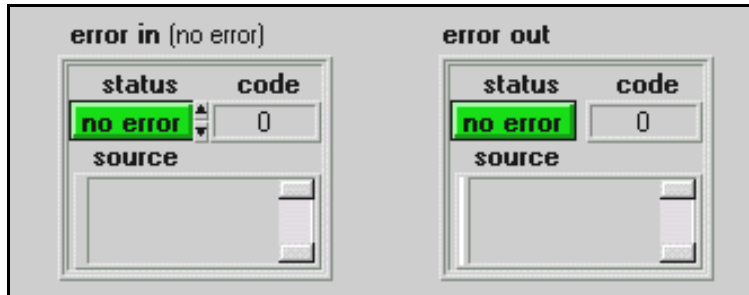 error in (no error)
status code
no error 0
source
error out
status code
no error 0
source